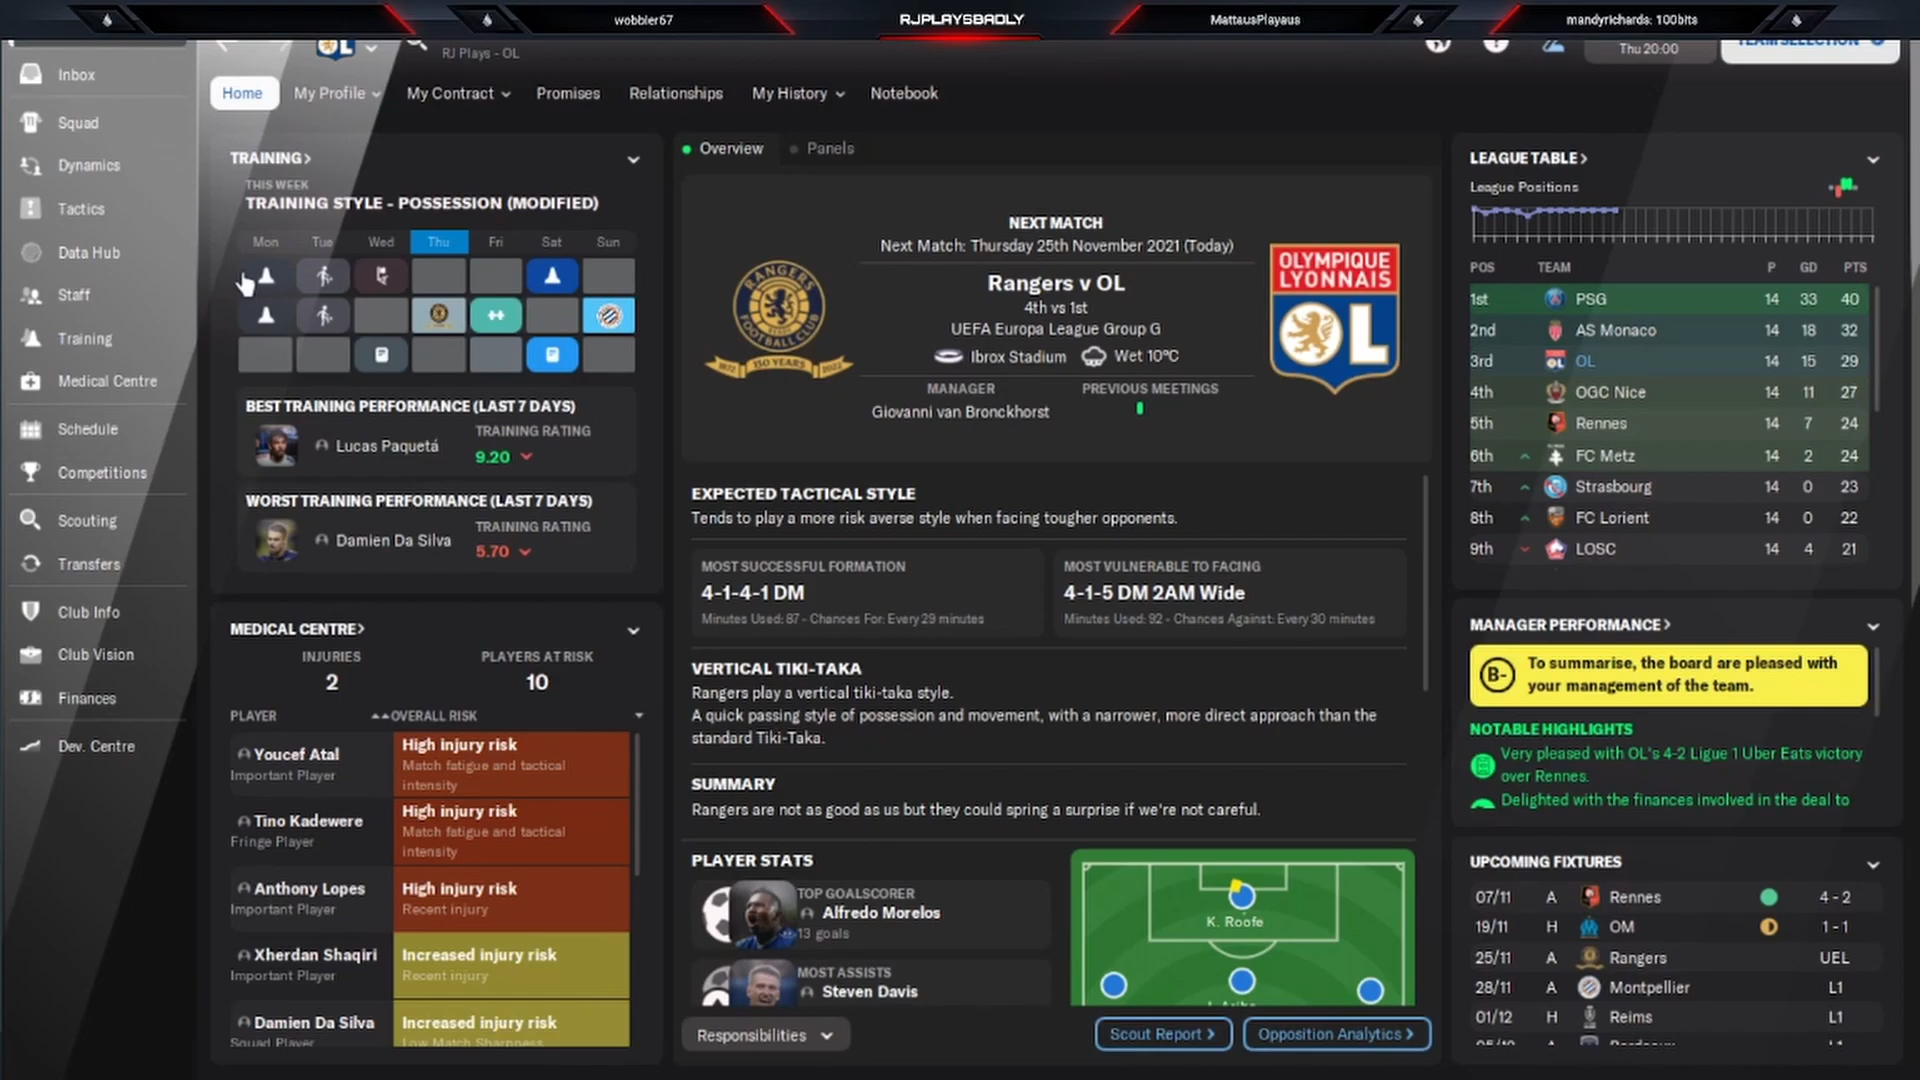 wobbler67
RJPLAYSBADLY
MattausPlayaus
mandyrichards: 100bits
RJ Plays - OL
Thu 20:00
TEAM SELECTION
Inbox
Squad
Dynamics
Tactics
Data Hub
Staff
Training
Medical Centre
Schedule
Competitions
Scouting
Transfers
Club Info
Club Vision
Finances
Dev. Centre
Home
My Profile
My Contract
Promises
Relationships
My History
Notebook
TRAINING>
THIS WEEK
TRAINING STYLE - POSSESSION (MODIFIED)
Mon Tue Wed Thu Fri Sat Sun
BEST TRAINING PERFORMANCE (LAST 7 DAYS)
Lucas Paquetá
TRAINING RATING
9.20
WORST TRAINING PERFORMANCE (LAST 7 DAYS)
Damien Da Silva
TRAINING RATING
5.70
MEDICAL CENTRE>
INJURIES
2
PLAYERS AT RISK
10
PLAYER OVERALL RISK
Youcef Atal
Important Player
High injury risk
Match fatigue and tactical
intensity
Tino Kadewere
Fringe Player
High injury risk
Match fatigue and tactical
intensity
Anthony Lopes
Important Player
High injury risk
Recent injury
Xherdan Shaqiri
Important Player
Increased injury risk
Recent injury
Damien Da Silva
Squad Player
Increased injury risk
Low Match Sharpness
Overview
Panels
NEXT MATCH
Next Match: Thursday 25th November 2021 (Today)
Rangers v OL
4th vs 1st
UEFA Europa League Group G
Ibrox Stadium
Wet 10°C
MANAGER
Giovanni van Bronckhorst
PREVIOUS MEETINGS
RANGERS
FOOTBALL CLUB
1872 150 YEARS 2022
OLYMPIQUE
LYONNAIS
OL
EXPECTED TACTICAL STYLE
Tends to play a more risk averse style when facing tougher opponents.
MOST SUCCESSFUL FORMATION
4-1-4-1 DM
Minutes Used: 87 - Chances For: Every 29 minutes
MOST VULNERABLE TO FACING
4-1-5 DM 2AM Wide
Minutes Used: 92 - Chances Against: Every 30 minutes
VERTICAL TIKI-TAKA
Rangers play a vertical tiki-taka style.
A quick passing style of possession and movement, with a narrower, more direct approach than the
standard Tiki-Taka.
SUMMARY
Rangers are not as good as us but they could spring a surprise if we're not careful.
PLAYER STATS
TOP GOALSCORER
Alfredo Morelos
13 goals
MOST ASSISTS
Steven Davis
K. Roofe
Responsibilities
Scout Report >
Opposition Analytics >
LEAGUE TABLE>
League Positions
POS TEAM P GD PTS
1st PSG 14 33 40
2nd AS Monaco 14 18 32
3rd OL 14 15 29
4th OGC Nice 14 11 27
5th Rennes 14 7 24
6th FC Metz 14 2 24
7th Strasbourg 14 0 23
8th FC Lorient 14 0 22
9th LOSC 14 4 21
MANAGER PERFORMANCE>
B-
To summarise, the board are pleased with
your management of the team.
NOTABLE HIGHLIGHTS
Very pleased with OL's 4-2 Ligue 1 Uber Eats victory
over Rennes.
Delighted with the finances involved in the deal to
UPCOMING FIXTURES
07/11 A Rennes 4 - 2
19/11 H OM 1 - 1
25/11 A Rangers UEL
28/11 A Montpellier L1
01/12 H Reims L1